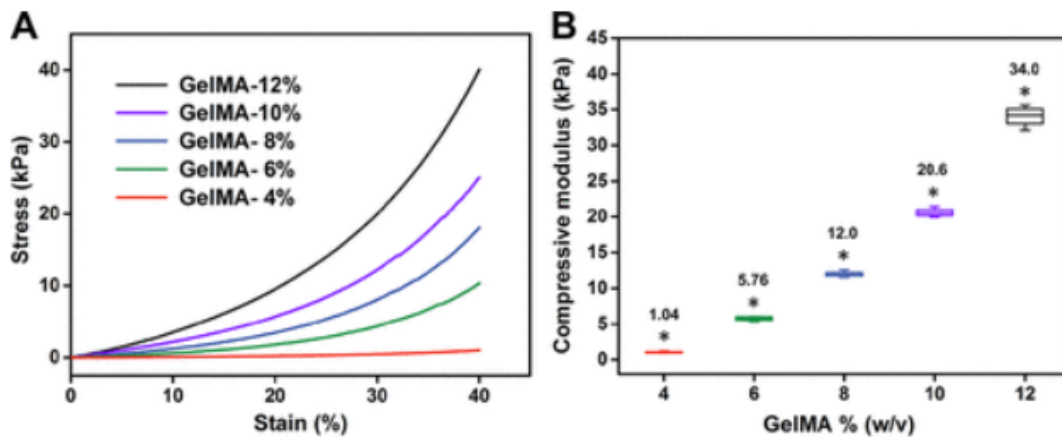 A
Stress (kPa)
40
30
20
10
0
GelMA-12%
GelMA-10%
GelMA- 8%
GelMA- 6%
GelMA- 4%
0 10 20 30 40
Stain (%)
B
Compressive modulus (kPa)
45
40
35
30
25
20
15
10
5
0
1.04
*
5.76
*
12.0
*
20.6
*
34.0
*
4 6 8 10 12
GelMA % (w/v)